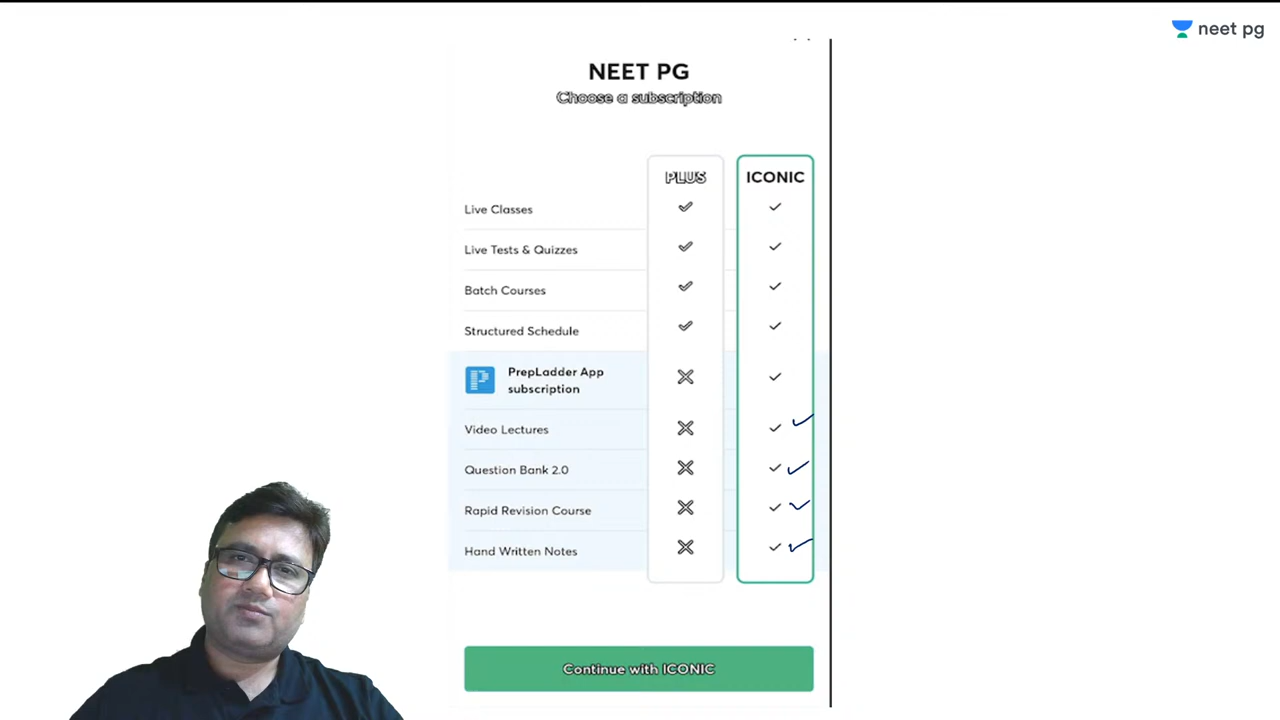 neet pg
NEET PG
Choose a subscription
PLUS
ICONIC
Live Classes
Live Tests & Quizzes
Batch Courses
Structured Schedule
PrepLadder App
subscription
Video Lectures
Question Bank 2.0
Rapid Revision Course
Hand Written Notes
Continue with ICONIC